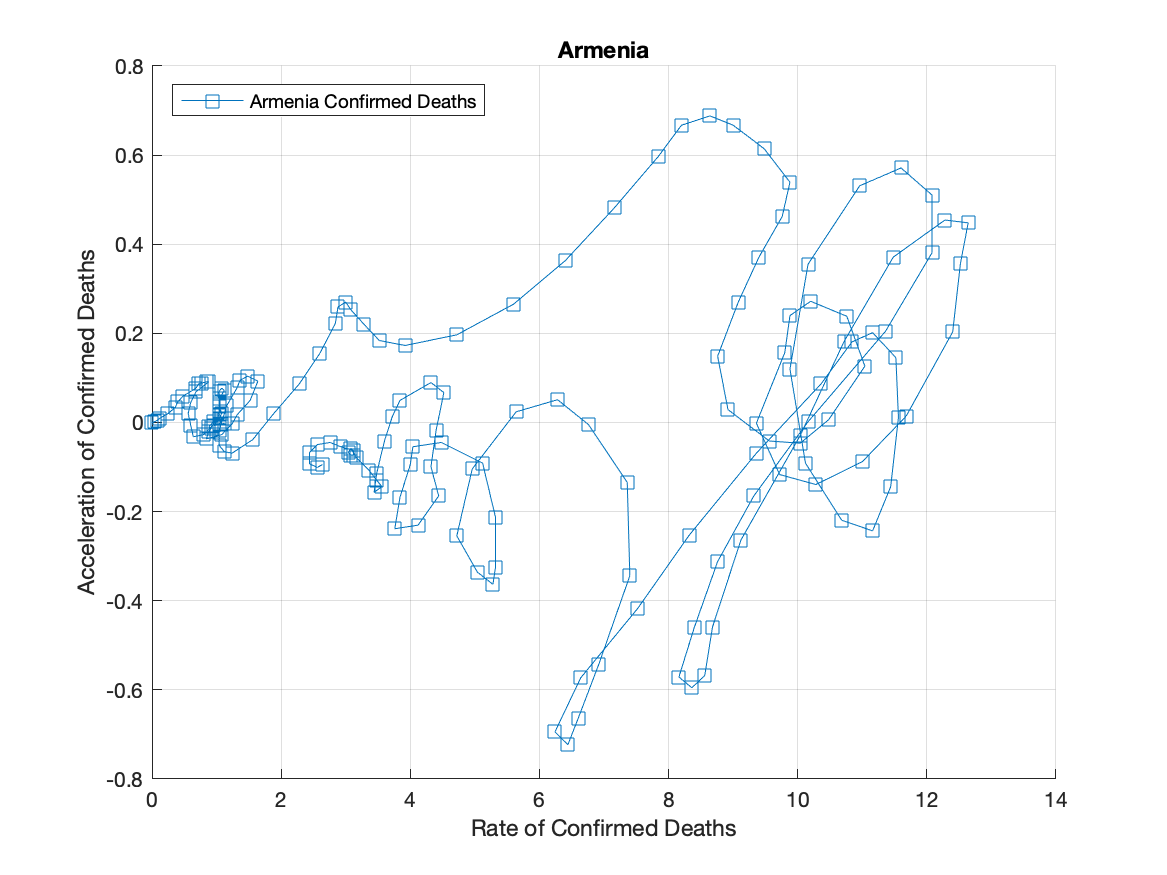 Armenia
Armenia Confirmed Deaths
0.8
0.6
0.4
0.2
0
-0.2
-0.4
-0.6
-0.8
Acceleration of Confirmed Deaths
0 2 4 6 8 10 12 14
Rate of Confirmed Deaths